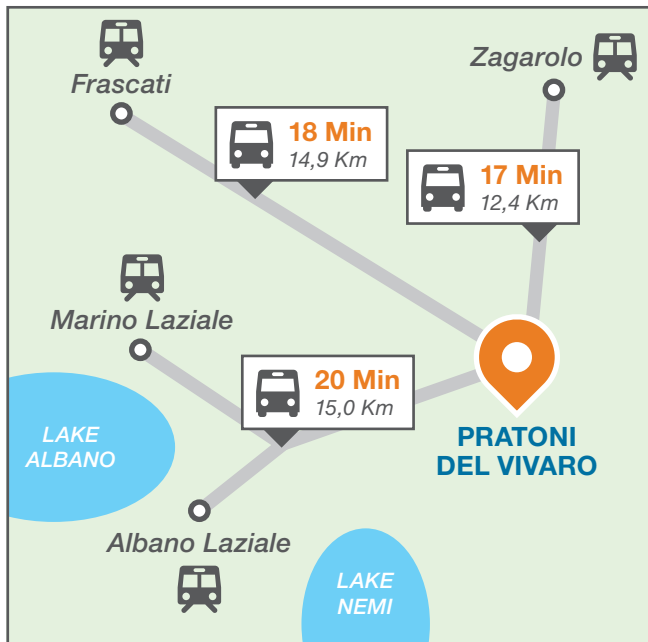 Frascati
Zagarolo
18 Min
14,9 Km
17 Min
12,4 Km
Marino Laziale
20 Min
15,0 Km
LAKE
ALBANO
PRATONI
DEL VIVARO
Albano Laziale
LAKE
NEMI